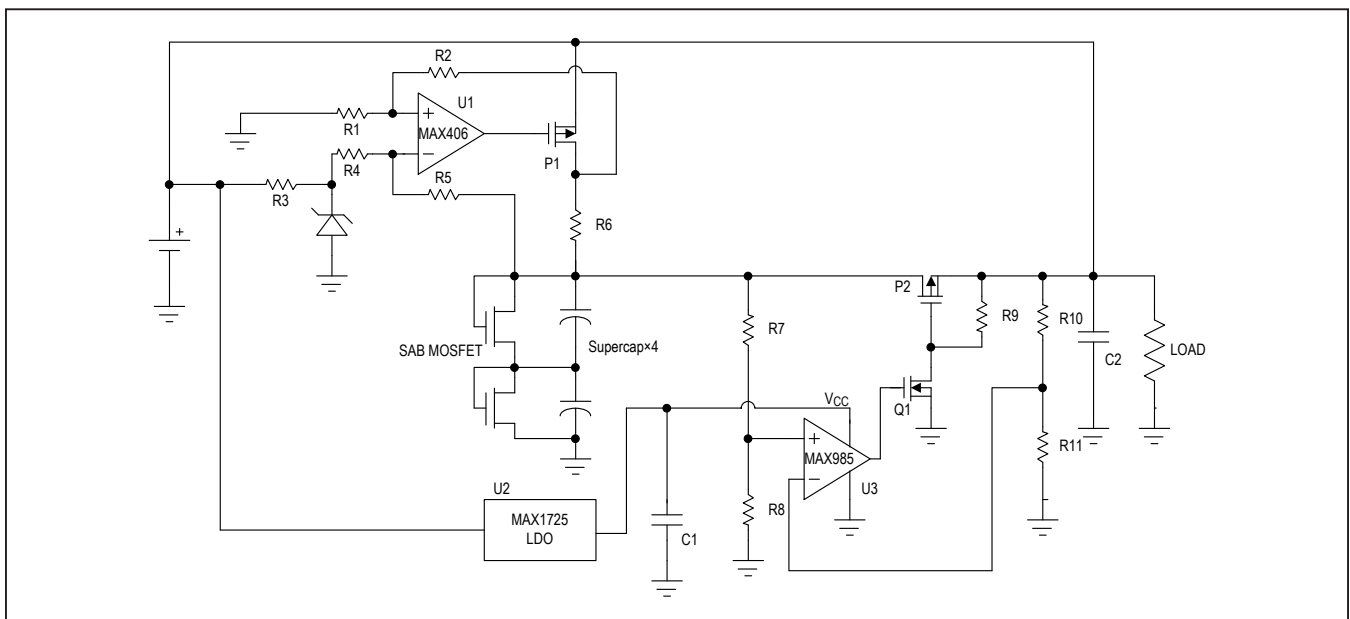 R2
U1
R1
+
MAX406
−
R4
P1
R5
R3
+
R6
P2
R9
R10
R7
C2
LOAD
SAB MOSFET
Supercap×4
VCC
Q1
+
MAX985
−
R11
U3
U2
R8
MAX1725
LDO
C1